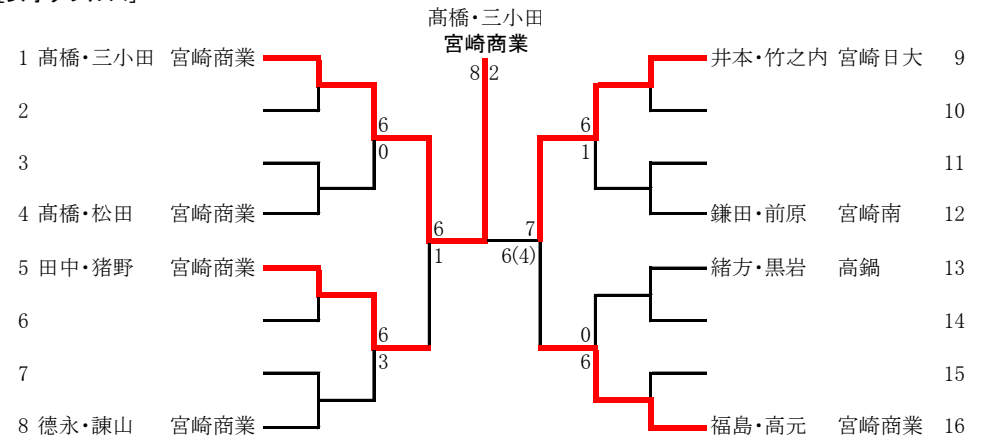 髙橋・三小田
宮崎商業
8 2
1 髙橋・三小田 宮崎商業
2
3
4 髙橋・松田 宮崎商業
5 田中・猪野 宮崎商業
6
7
8 德永・諌山 宮崎商業
6
0
6
3
6
1
7
6(4)
6
1
0
6
井本・竹之内 宮崎日大 9
10
11
鎌田・前原 宮崎南 12
緒方・黒岩 高鍋 13
14
15
福島・高元 宮崎商業 16